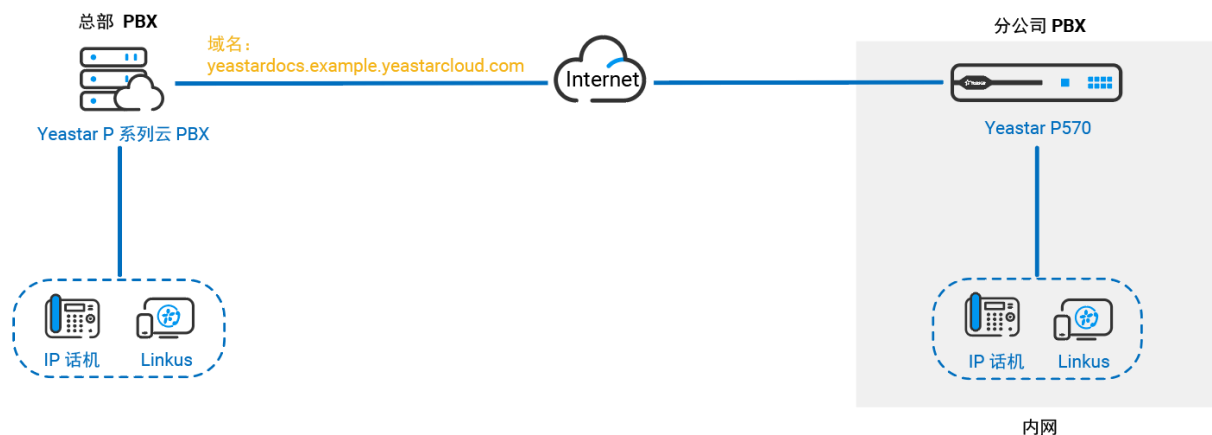 总部 PBX
域名：
yeastardocs.example.yeastarcloud.com
Yeastar P 系列云 PBX
Internet
分公司 PBX
Yeastar P570
IP 话机
Linkus
IP 话机
Linkus
内网